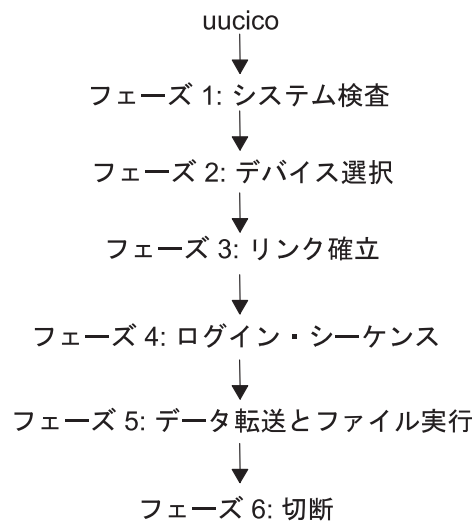 uucico
フェーズ 1: システム検査
フェーズ 2: デバイス選択
フェーズ 3: リンク確立
フェーズ 4: ログイン・シーケンス
フェーズ 5: データ転送とファイル実行
フェーズ 6: 切断